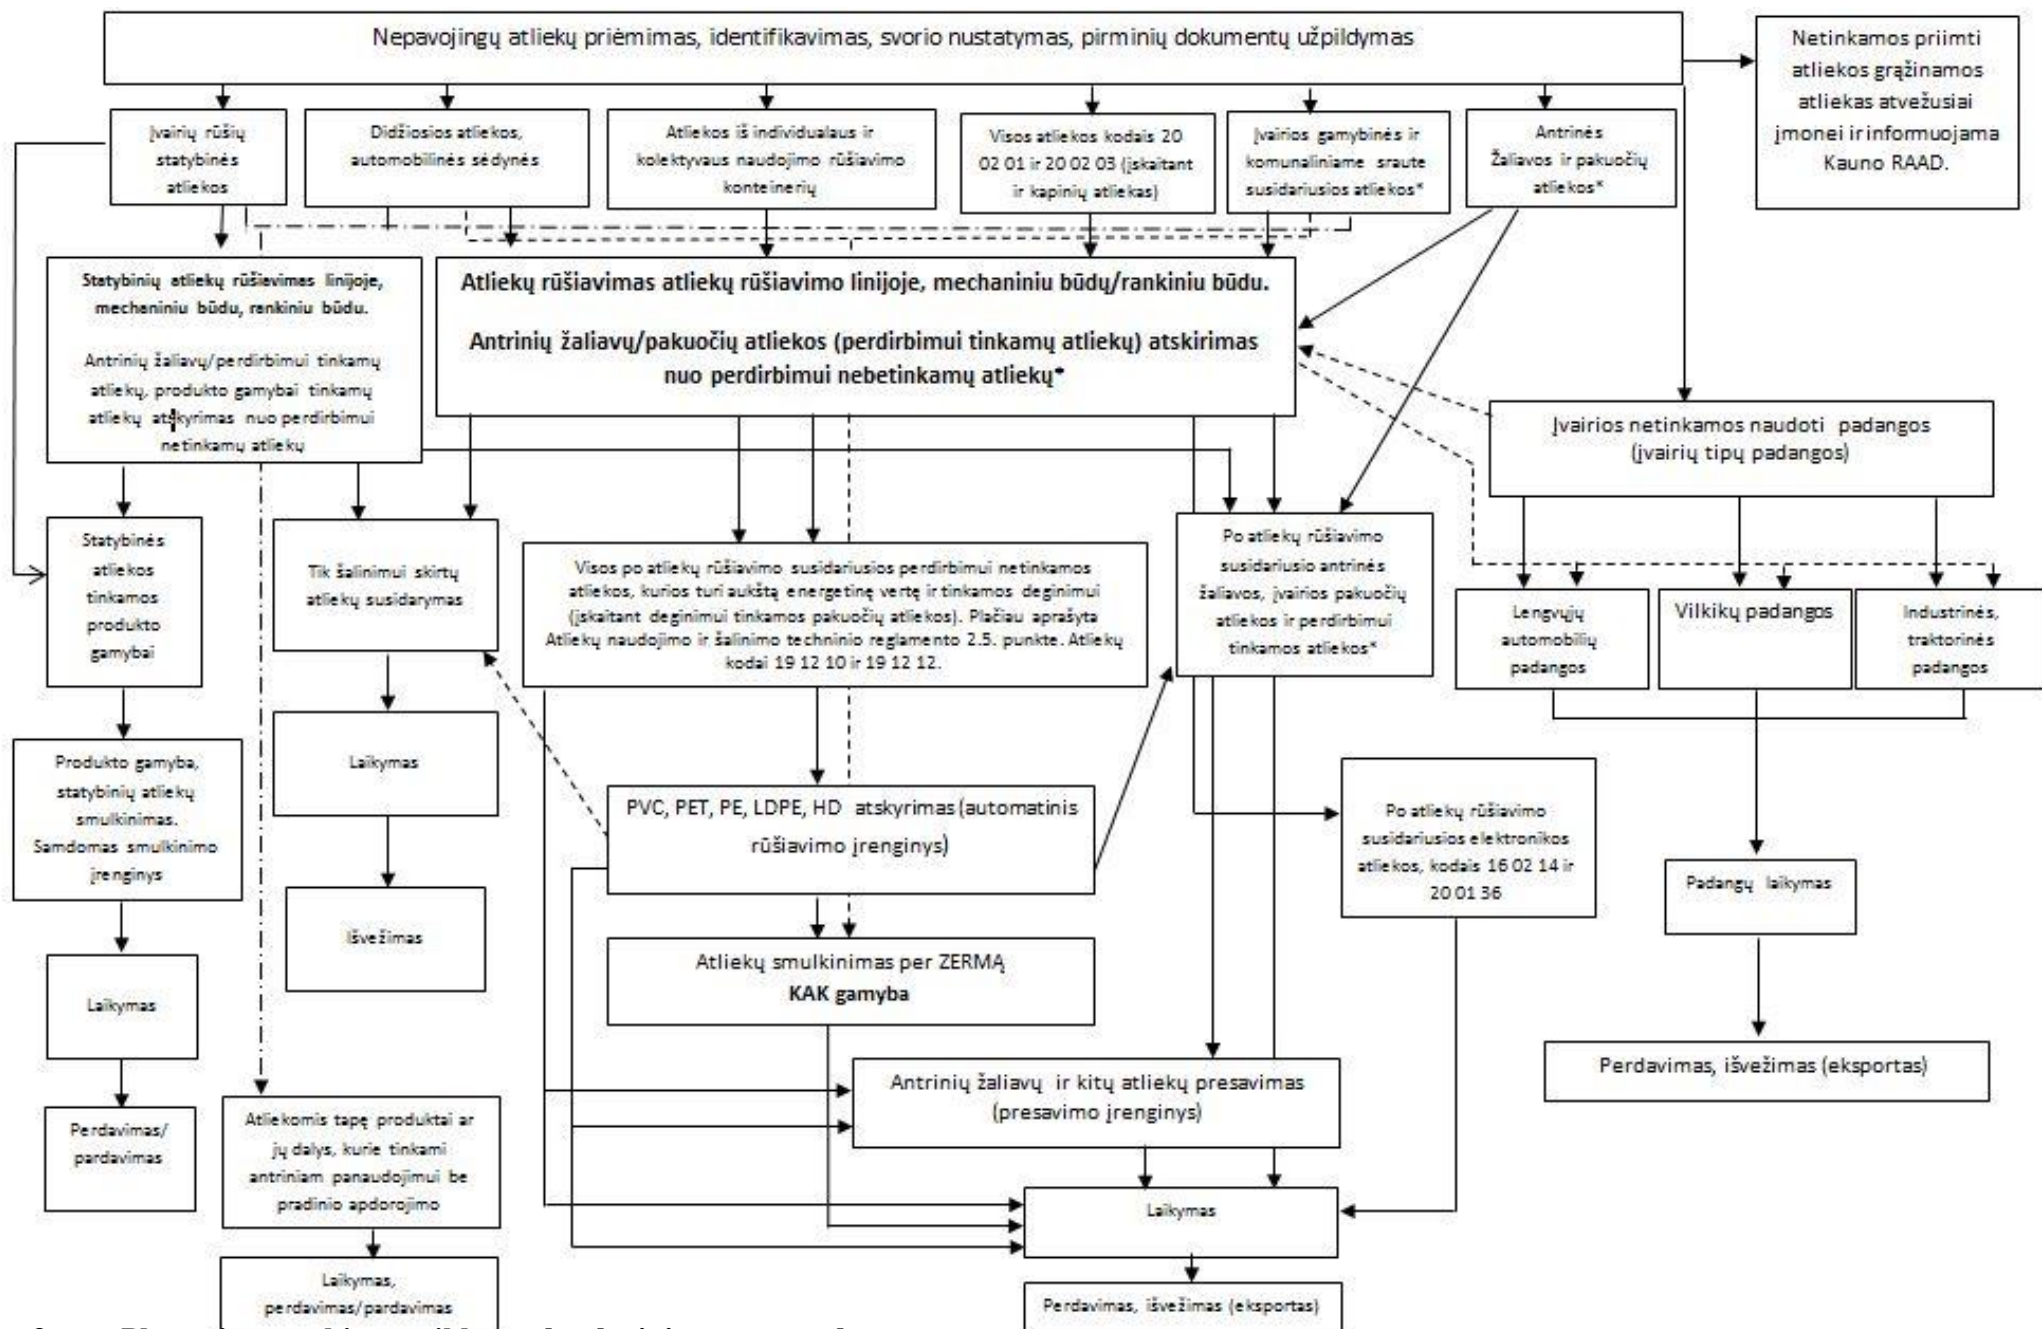 Nepavojingų atliekų priėmimas, identifikavimas, svorio nustatymas, pirminių dokumentų užpildymas
Netinkamos priimti
atliekos grąžinamos
atliekas atvežusiai
įmonei ir informuojama
Kauno RAAD.
Įvairių rūšių
statybinės
atliekos
Didžiosios atliekos,
automobilinės sėdynės
Atliekos iš individualaus ir
kolektyvaus naudojimo rūšiavimo
konteinerių
Visos atliekos kodais 20
02 01 ir 20 02 03 (įskaitant
ir kapinių atliekas)
Įvairios gamybinės ir
komunaliniame sraute
susidariusios atliekos*
Antrinės
Žaliavos ir pakuočių
atliekos*
Statybinių atliekų rūšiavimas linijoje,
mechaniniu būdu, rankiniu būdu.
Antrinių žaliavų/perdirbimui tinkamų
atliekų, produkto gamybai tinkamų
atliekų atskyrimas nuo perdirbimui
netinkamų atliekų
Atliekų rūšiavimas atliekų rūšiavimo linijoje, mechaniniu būdų/rankiniu būdu.
Antrinių žaliavų/pakuočių atliekos (perdirbimui tinkamų atliekų) atskirimas
nuo perdirbimui nebetinkamų atliekų*
Įvairios netinkamos naudoti padangos
(įvairių tipų padangos)
Statybinės
atliekos
tinkamos
produkto
gamybai
Tik šalinimui skirtų
atliekų susidarymas
Visos po atliekų rūšiavimo susidariusios perdirbimui netinkamos
atliekos, kurios turi aukštą energetinę vertę ir tinkamos deginimui
(įskaitant deginimui tinkamos pakuočių atliekos). Plačiau aprašyta
Atliekų naudojimo ir šalinimo techninio reglamento 2.5. punkte. Atliekų
kodai 19 12 10 ir 19 12 12.
Po atliekų rūšiavimo
susidariusio antrinės
žaliavos, įvairios pakuočių
atliekos ir perdirbimui
tinkamos atliekos*
Lengvųjų
automobilių
padangos
Vilkikų padangos
Industrinės,
traktorinės
padangos
Produkto gamyba,
statybinių atliekų
smulkinimas.
Samdomas smulkinimo
įrenginys
Laikymas
PVC, PET, PE, LDPE, HD atskyrimas (automatinis
rūšiavimo įrenginys)
Po atliekų rūšiavimo
susidariusios elektronikos
atliekos, kodais 16 02 14 ir
20 01 36
Padangų laikymas
Išvežimas
Atliekų smulkinimas per ZERMĄ
KAK gamyba
Laikymas
Perdavimas, išvežimas (eksportas)
Antrinių žaliavų ir kitų atliekų presavimas
(presavimo įrenginys)
Perdavimas/
pardavimas
Atliekomis tapę produktai ar
jų dalys, kurie tinkami
antriniam panaudojimui be
pradinio apdorojimo
Laikymas
Laikymas,
perdavimas/pardavimas
Perdavimas, išvežimas (eksportas)